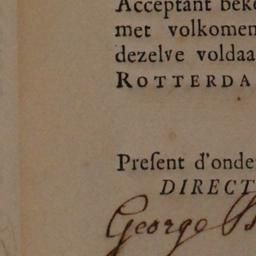 Acceptant beke
met volkomen
dezelve voldaa
ROTTERDA
Preſent d'onde
DIRECT
George